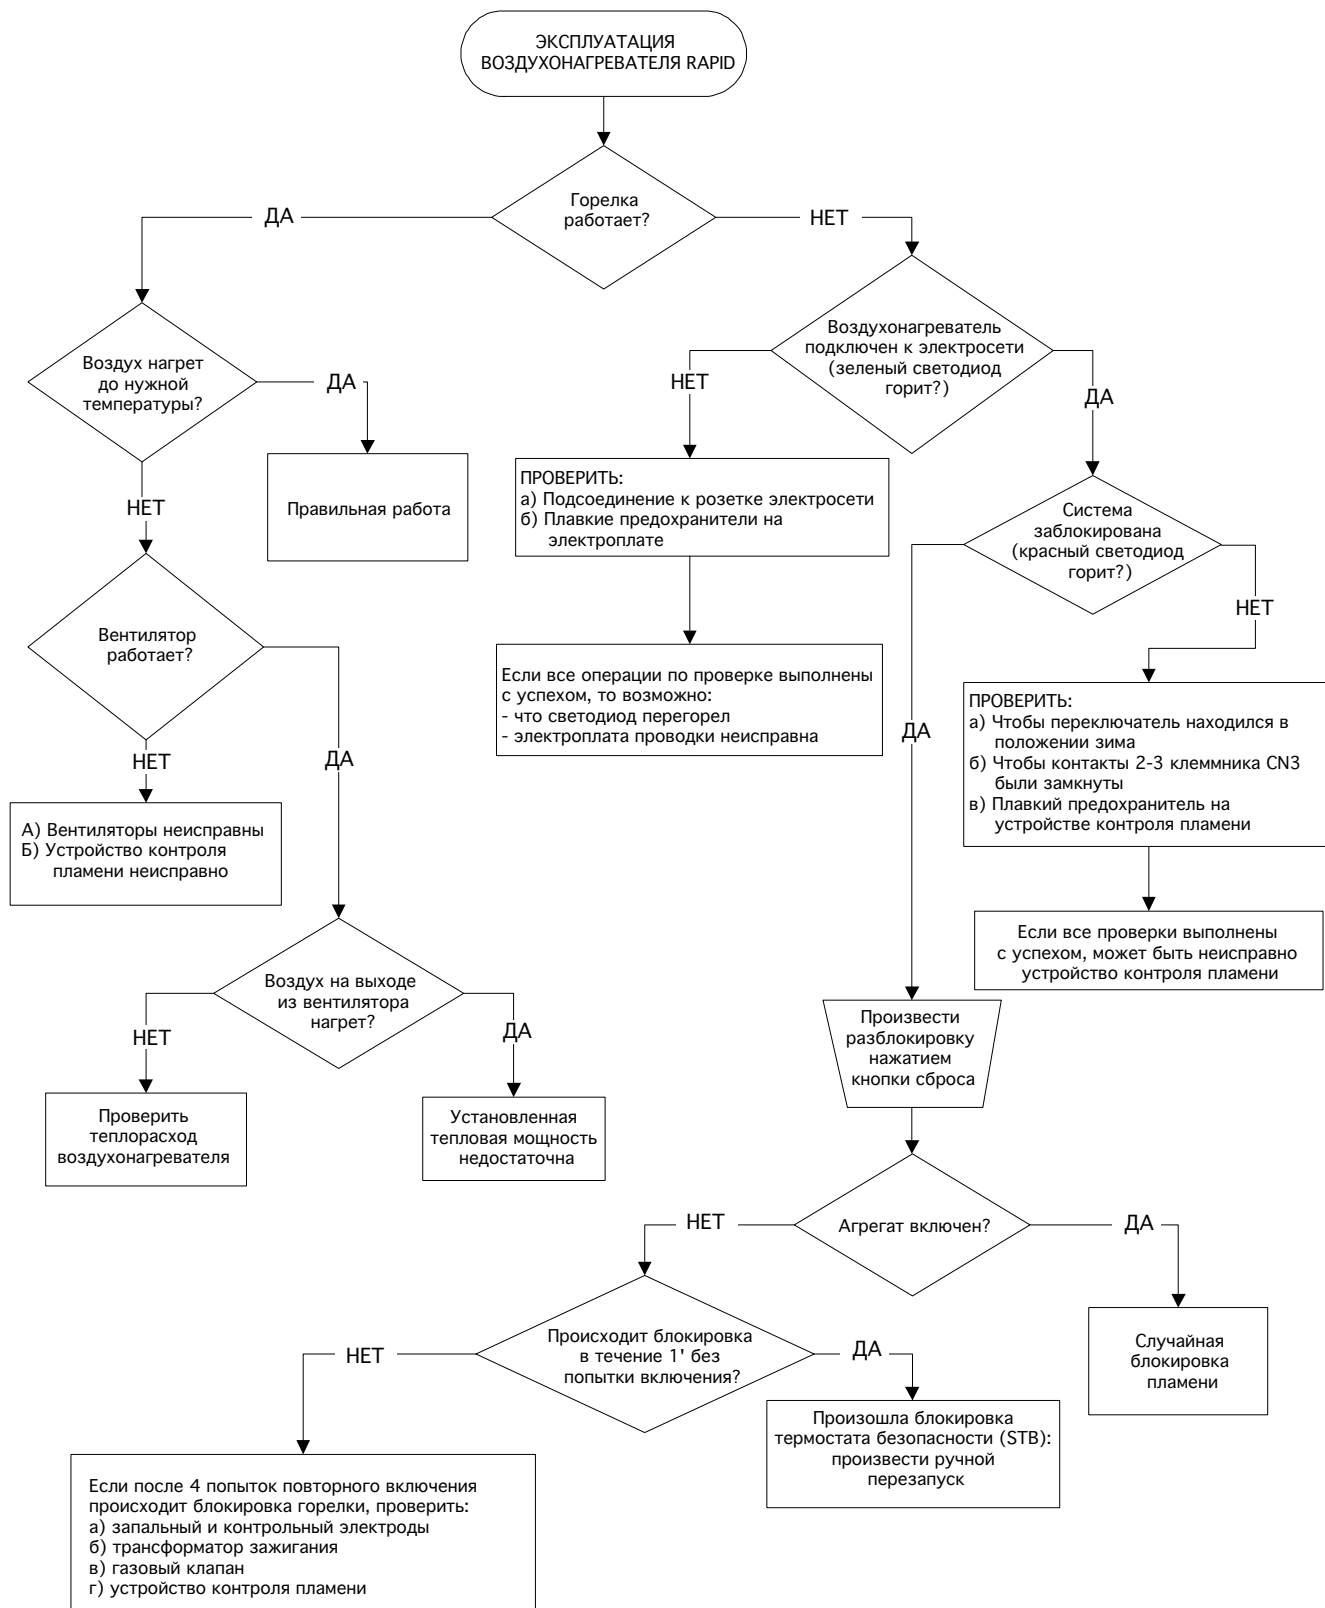 ЭКСПЛУАТАЦИЯ
ВОЗДУХОНАГРЕВАТЕЛЯ RAPID
Горелка
работает?
ДА
НЕТ
Воздух нагрет
до нужной
температуры?
ДА
НЕТ
Правильная работа
Воздухонагреватель
подключен к электросети
(зеленый светодиод
горит?)
НЕТ
ДА
ПРОВЕРИТЬ:
а) Подсоединение к розетке электросети
б) Плавкие предохранители на
электроплате
Система
заблокирована
(красный светодиод
горит?)
НЕТ
ДА
Вентилятор
работает?
НЕТ
ДА
Если все операции по проверке выполнены
с успехом, то возможно:
- что светодиод перегорел
- электроплата проводки неисправна
ПРОВЕРИТЬ:
а) Чтобы переключатель находился в
положении зима
б) Чтобы контакты 2-3 клеммника CN3
были замкнуты
в) Плавкий предохранитель на
устройстве контроля пламени
А) Вентиляторы неисправны
Б) Устройство контроля
пламени неисправно
Если все проверки выполнены
с успехом, может быть неисправно
устройство контроля пламени
Воздух на выходе
из вентилятора
нагрет?
НЕТ
ДА
Произвести
разблокировку
нажатием
кнопки сброса
Проверить
теплорасход
воздухонагревателя
Установленная
тепловая мощность
недостаточна
Агрегат включен?
НЕТ
ДА
Происходит блокировка
в течение 1' без
попытки включения?
НЕТ
ДА
Случайная
блокировка
пламени
Произошла блокировка
термостата безопасности (STB):
произвести ручной
перезапуск
Если после 4 попыток повторного включения
происходит блокировка горелки, проверить:
а) запальный и контрольный электроды
б) трансформатор зажигания
в) газовый клапан
г) устройство контроля пламени